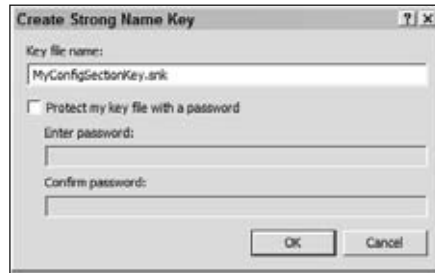 Create Strong Name Key
Key file name:
MyConfigSectionKey.snk
Protect my key file with a password
Enter password:
Confirm password:
OK Cancel